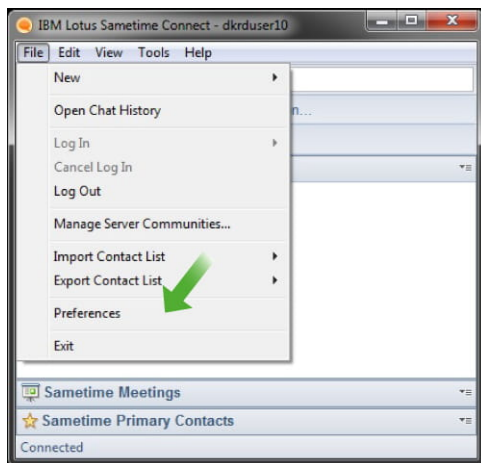 IBM Lotus Sametime Connect - dkrduser10
File Edit View Tools Help
New
Open Chat History
n...
Log In
Cancel Log In
Log Out
Manage Server Communities...
Import Contact List
Export Contact List
Preferences
Exit
Sametime Meetings
Sametime Primary Contacts
Connected